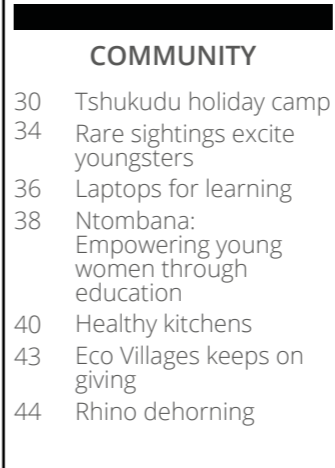 COMMUNITY
30 Tshukudu holiday camp
34 Rare sightings excite
youngsters
36 Laptops for learning
38 Ntombana:
Empowering young
women through
education
40 Healthy kitchens
43 Eco Villages keeps on
giving
44 Rhino dehorning